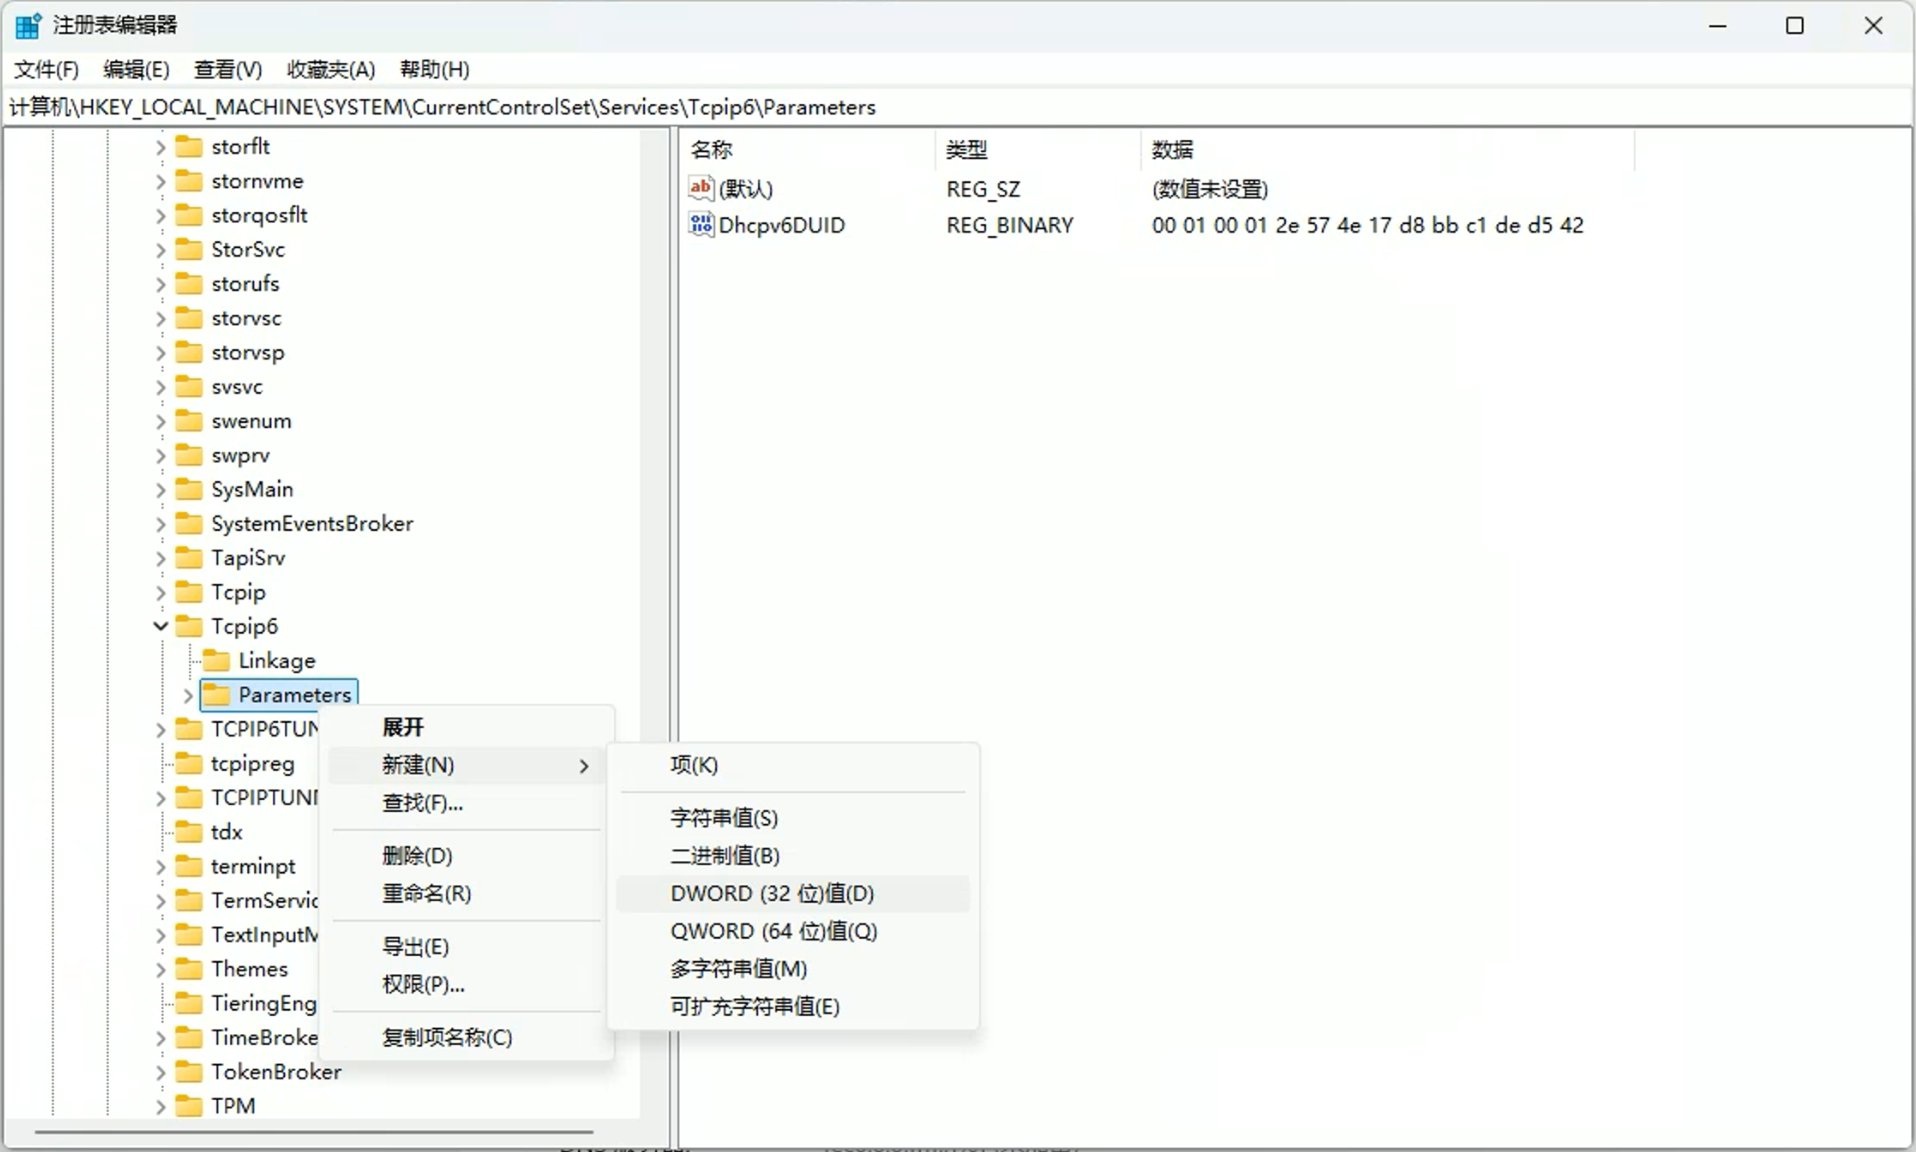 注册表编辑器
文件(F) 编辑(E) 查看(V) 收藏夹(A) 帮助(H)
计算机\HKEY_LOCAL_MACHINE\SYSTEM\CurrentControlSet\Services\Tcpip6\Parameters
storflt
stornvme
storqosflt
StorSvc
storufs
storvsc
storvsp
svsvc
swenum
swprv
SysMain
SystemEventsBroker
TapiSrv
Tcpip
Tcpip6
Linkage
Parameters
TCPIP6TUN
tcpipreg
TCPIPTUN
tdx
terminpt
TermServic
TextInputM
Themes
TieringEng
TimeBroke
TokenBroker
TPM
名称 类型 数据
(默认) REG_SZ (数值未设置)
Dhcpv6DUID REG_BINARY 00 01 00 01 2e 57 4e 17 d8 bb c1 de d5 42
展开
新建(N)
查找(F)...
删除(D)
重命名(R)
导出(E)
权限(P)...
复制项名称(C)
项(K)
字符串值(S)
二进制值(B)
DWORD (32 位)值(D)
QWORD (64 位)值(Q)
多字符串值(M)
可扩充字符串值(E)